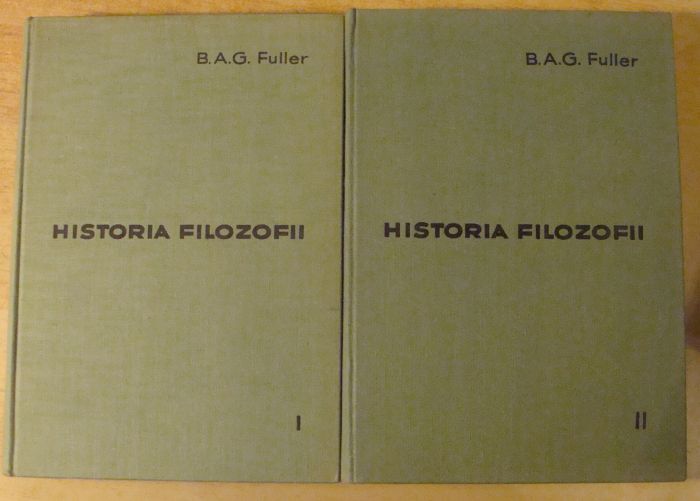 B.A.G. Fuller
HISTORIA FILOZOFII
I
B.A.G. Fuller
HISTORIA FILOZOFII
II